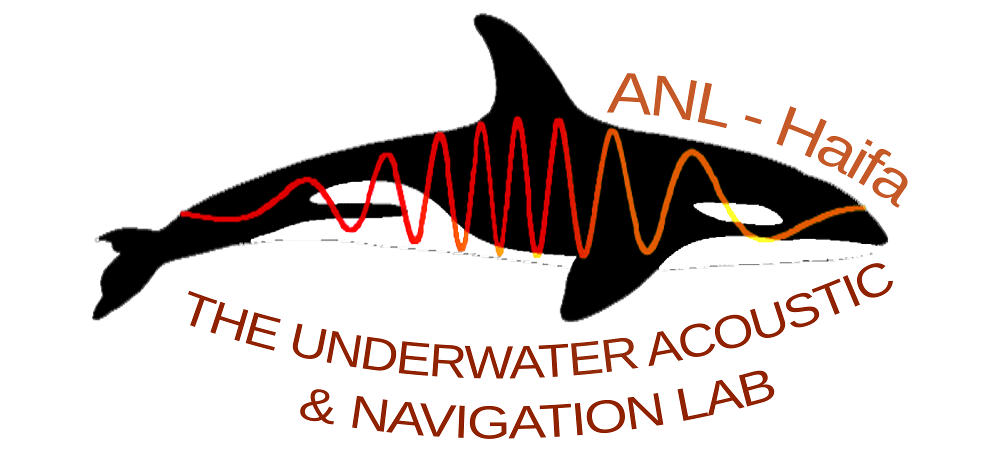 ANL - Haifa
THE UNDERWATER ACOUSTIC
& NAVIGATION LAB